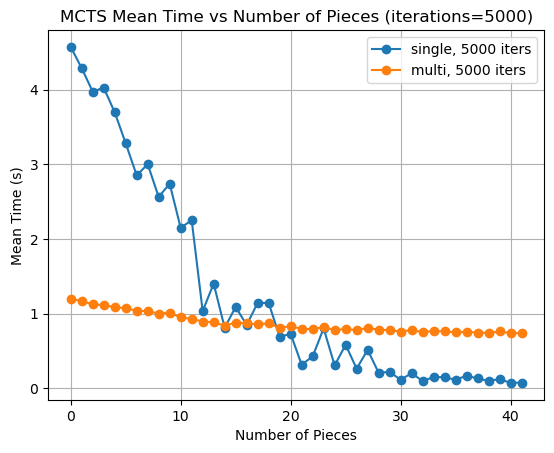 MCTS Mean Time vs Number of Pieces (iterations=5000)
single, 5000 iters
multi, 5000 iters
Mean Time (s)
4
3
2
1
0
0 10 20 30 40
Number of Pieces